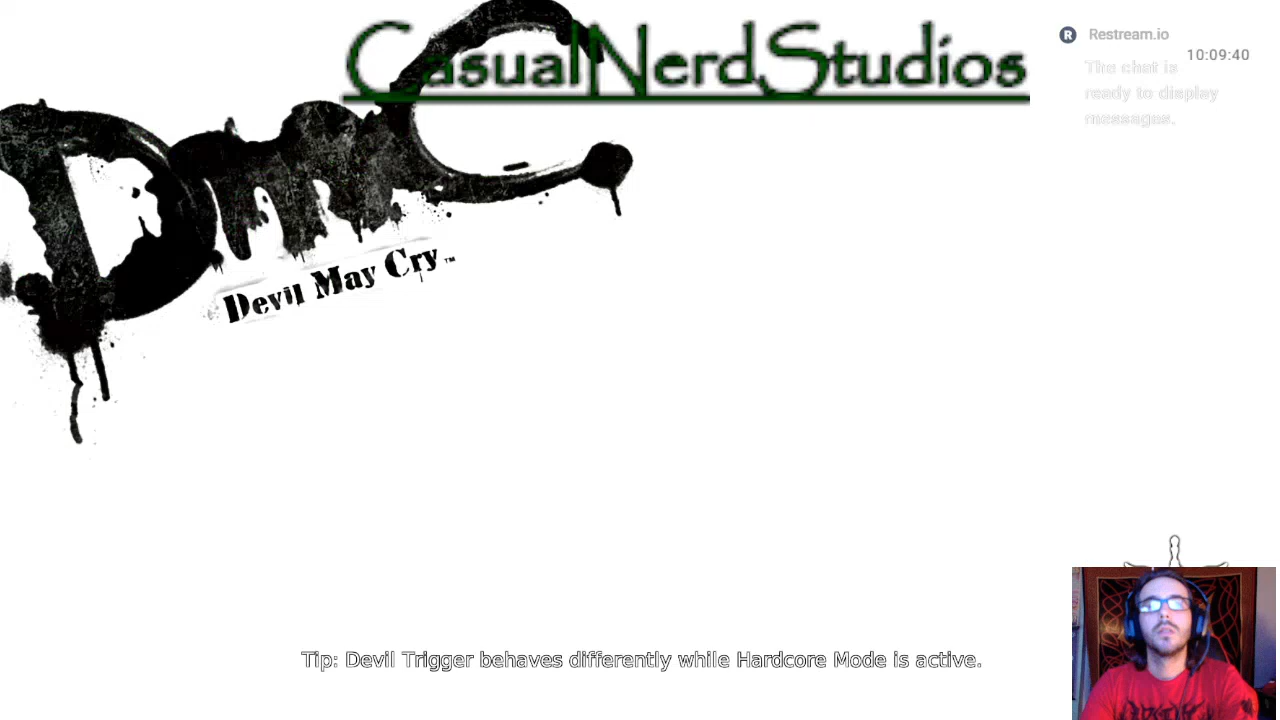 CasualNerdStudios
Restream.io
10:09:40
The chat is
ready to display
messages.
DmC
Devil May Cry™
Tip: Devil Trigger behaves differently while Hardcore Mode is active.